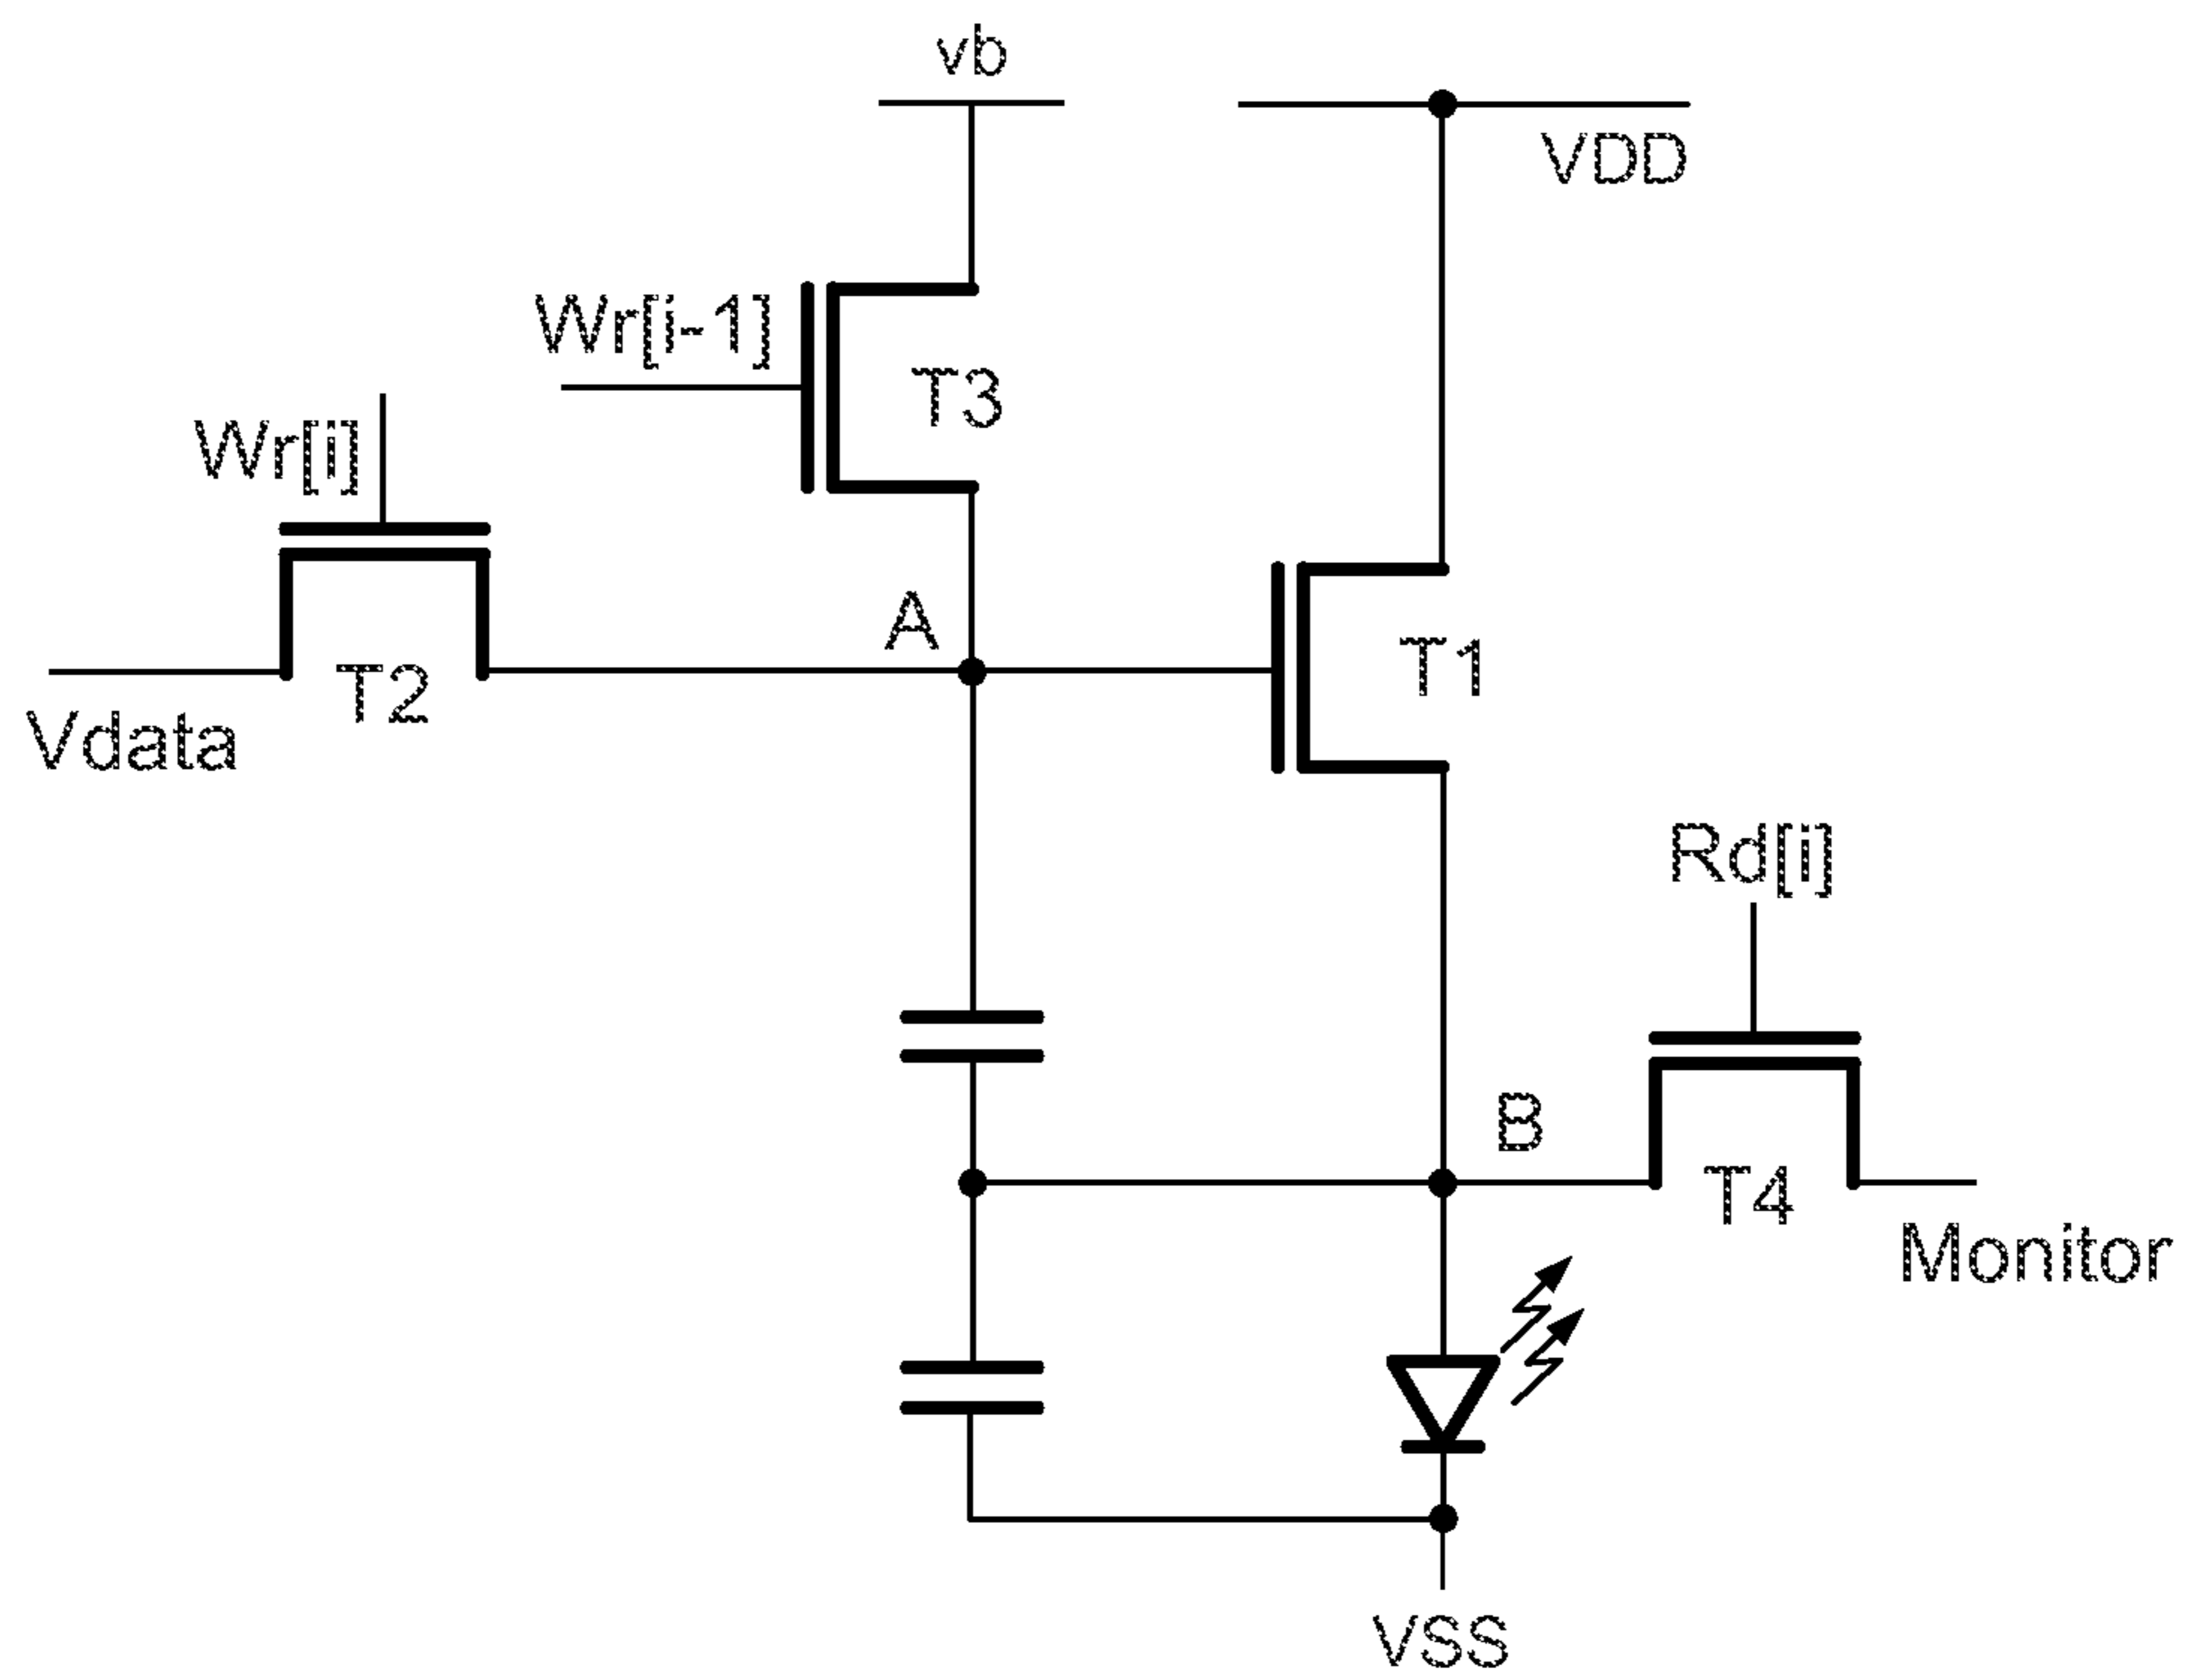 vb
VDD
Wr[i-1]
T3
Wr[i]
A
T1
T2
Vdata
Rd[i]
B
T4
Monitor
VSS